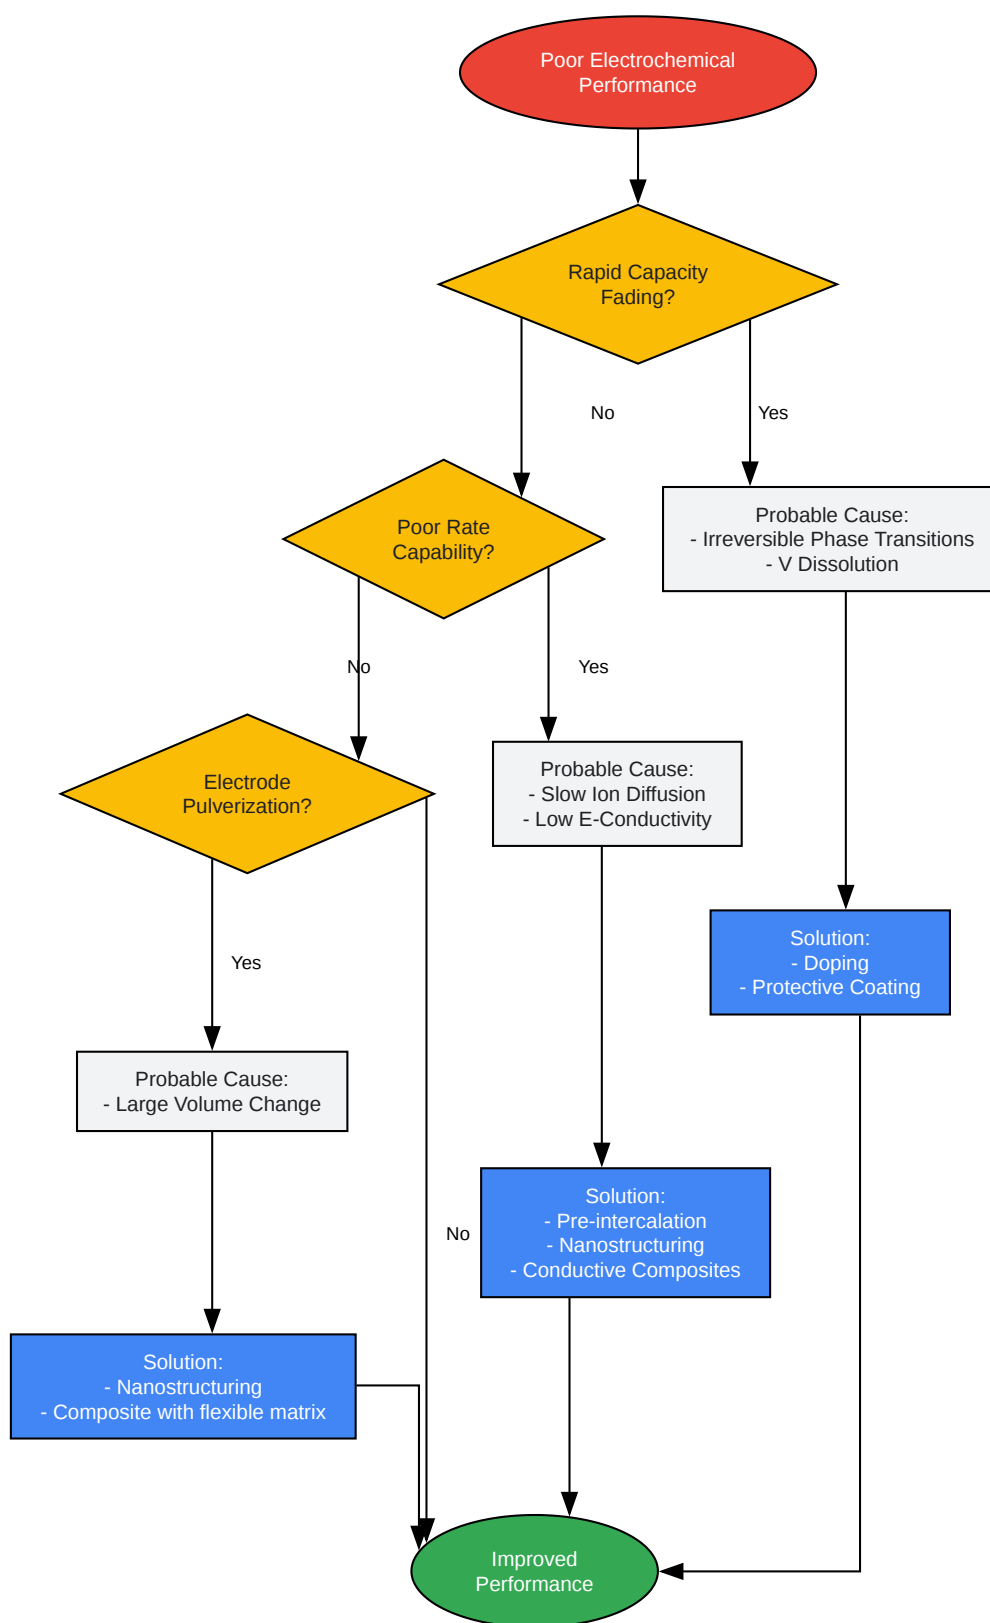 Poor Electrochemical
Performance
Rapid Capacity
Fading?
No
Yes
Poor Rate
Capability?
Probable Cause:
- Irreversible Phase Transitions
- V Dissolution
No
Yes
Electrode
Pulverization?
Probable Cause:
- Slow Ion Diffusion
- Low E-Conductivity
Yes
Solution:
- Doping
- Protective Coating
Probable Cause:
- Large Volume Change
No
Solution:
- Pre-intercalation
- Nanostructuring
- Conductive Composites
Solution:
- Nanostructuring
- Composite with flexible matrix
Improved
Performance